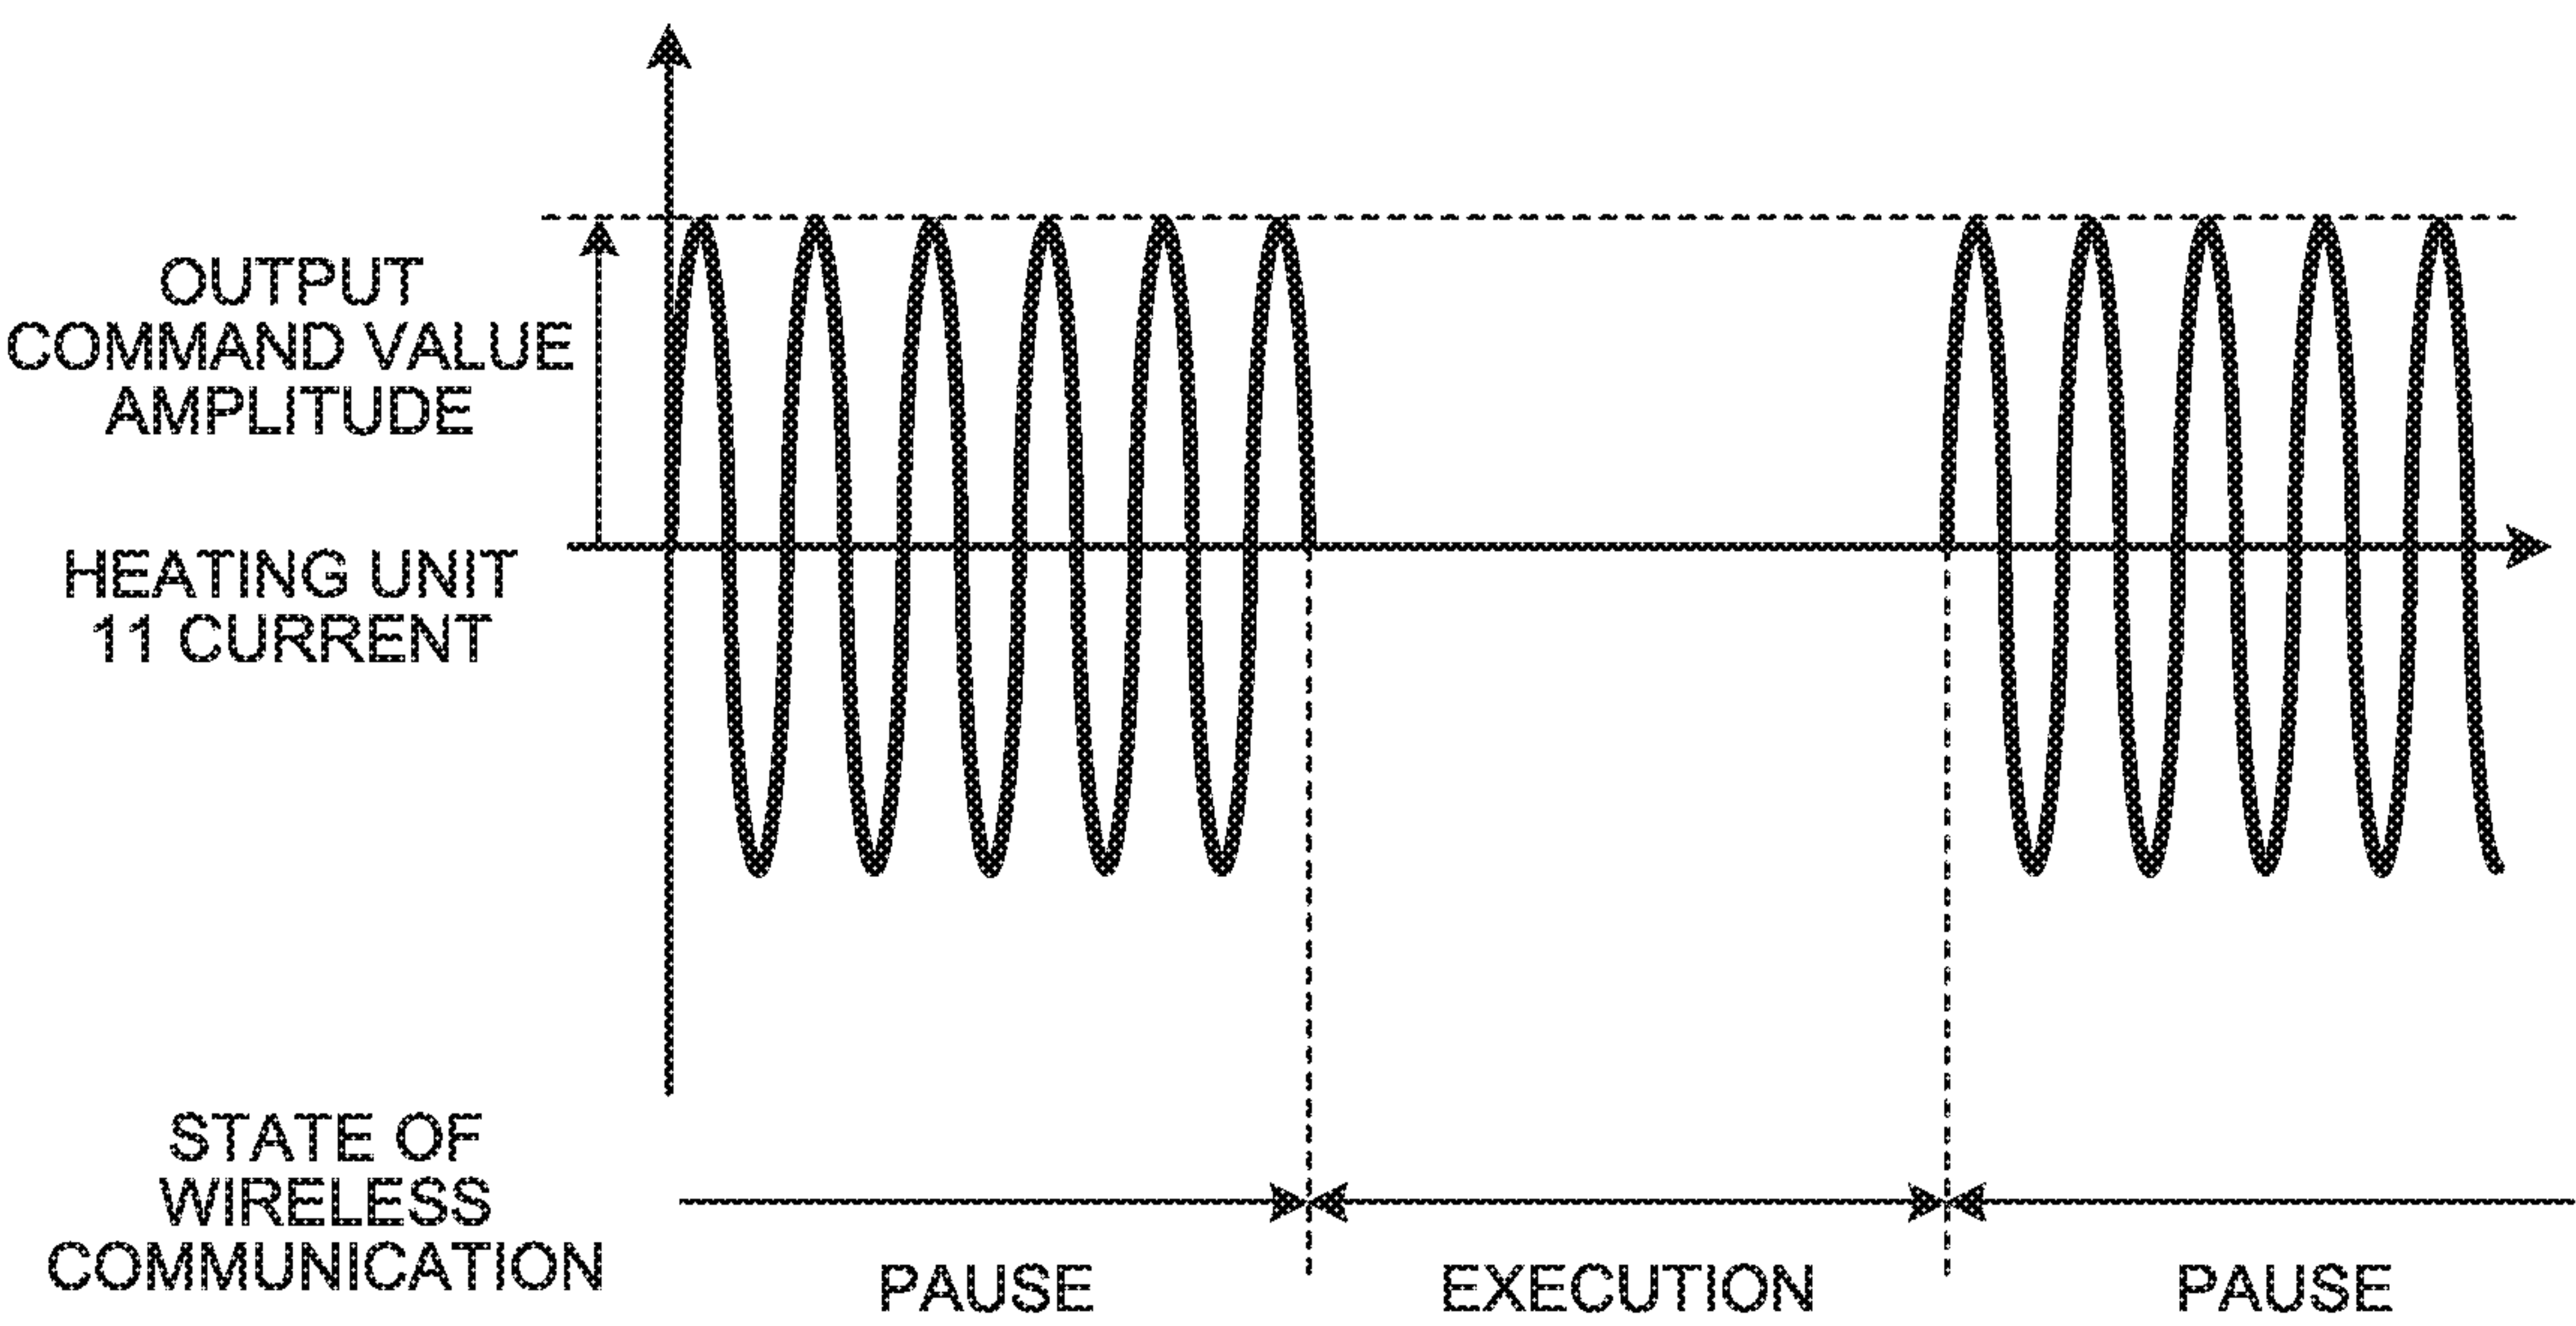 OUTPUT
COMMAND VALUE
AMPLITUDE
HEATING UNIT
11 CURRENT
STATE OF
WIRELESS
COMMUNICATION
PAUSE
EXECUTION
PAUSE